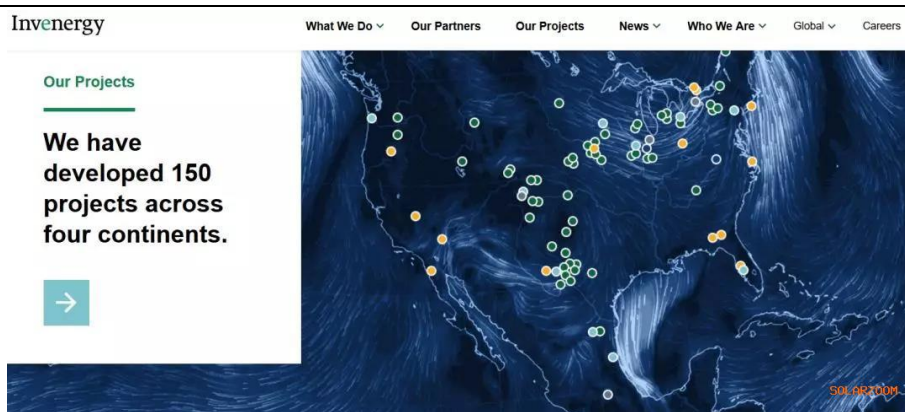 Invenergy
What We Do
Our Partners
Our Projects
News
Who We Are
Global
Careers
Our Projects
We have
developed 150
projects across
four continents.
SOLARZOOM